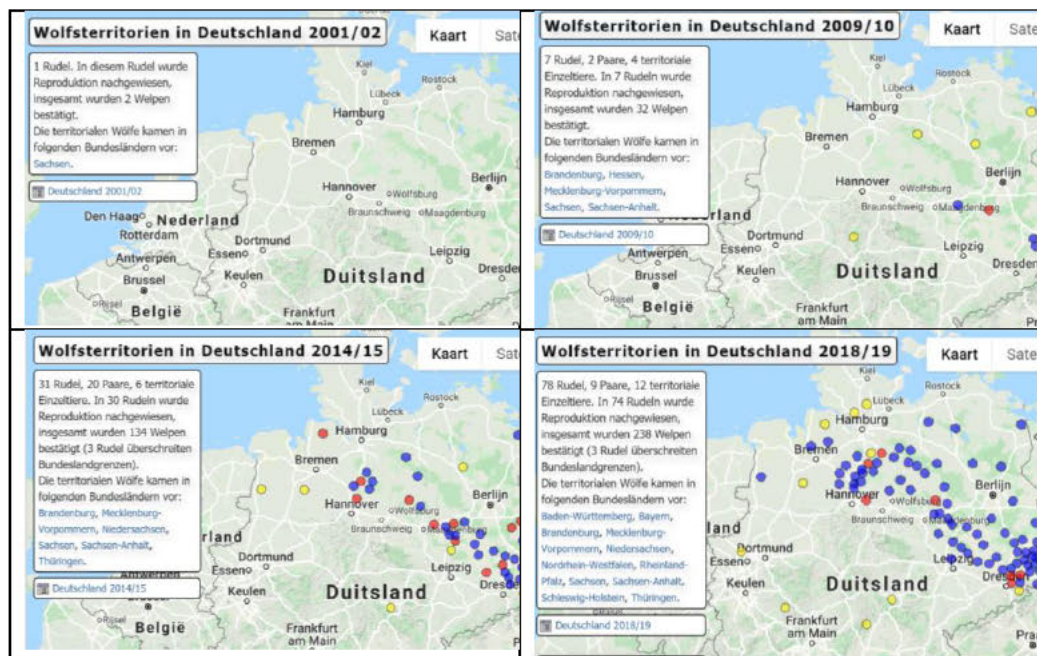 Wolfsterritorien in Deutschland 2001/02
Kaart
1 Rudel. In diesem Rudel wurde
Reproduktion nachgewiesen,
insgesamt wurden 2 Welpen
bestätigt.
Die territorialen Wölfe kamen in
folgenden Bundesländern vor:
Sachsen.
Deutschland 2001/02
Kiel
Rostock
Lübeck
Hamburg
Bremen
Berlin
Hannover
Wolfsburg
Braunschweig
Maagdenburg
Den Haag
Nederland
Rotterdam
Dortmund
Essen
Leipzig
Antwerpen
Keulen
Duitsland
Brussel
Rijsel
België
Frankfurt
am Main
Wolfsterritorien in Deutschland 2009/10
Kaart
7 Rudel, 2 Paare, 4 territoriale
Einzeltiere. In 7 Rudeln wurde
Reproduktion nachgewiesen,
insgesamt wurden 32 Welpen
bestätigt.
Die territorialen Wölfe kamen in
folgenden Bundesländern vor:
Brandenburg, Hessen,
Mecklenburg-Vorpommern,
Sachsen, Sachsen-Anhalt.
Deutschland 2009/10
Kiel
Rostock
Lübeck
Hamburg
Bremen
Berlin
Hannover
Wolfsburg
Braunschweig
Maagdenburg
Rotterdam
Dortmund
Essen
Leipzig
Antwerpen
Keulen
Duitsland
Brussel
Rijsel
België
Frankfurt
am Main
Wolfsterritorien in Deutschland 2014/15
Kaart
31 Rudel, 20 Paare, 6 territoriale
Einzeltiere. In 30 Rudeln wurde
Reproduktion nachgewiesen,
insgesamt wurden 134 Welpen
bestätigt (3 Rudel überschreiten
Bundeslandgrenzen).
Die territorialen Wölfe kamen in
folgenden Bundesländern vor:
Brandenburg, Mecklenburg-
Vorpommern, Niedersachsen,
Sachsen, Sachsen-Anhalt,
Thüringen.
Deutschland 2014/15
Kiel
Rostock
Lübeck
Hamburg
Bremen
Berlin
Hannover
Wolfsburg
Braunschweig
Dortmund
Essen
Leipzig
Keulen
Duitsland
Rijsel
België
Frankfurt
am Main
Wolfsterritorien in Deutschland 2018/19
Kaart
78 Rudel, 9 Paare, 12 territoriale
Einzeltiere. In 74 Rudeln wurde
Reproduktion nachgewiesen,
insgesamt wurden 238 Welpen
bestätigt (3 Rudel überschreiten
Bundeslandgrenzen).
Die territorialen Wölfe kamen in
folgenden Bundesländern vor:
Baden-Württemberg, Bayern,
Brandenburg, Mecklenburg-
Vorpommern, Niedersachsen,
Nordrhein-Westfalen, Rheinland-
Pfalz, Sachsen, Sachsen-Anhalt,
Schleswig-Holstein, Thüringen.
Deutschland 2018/19
Kiel
Rostock
Lübeck
Hamburg
Bremen
Berlin
Hannover
Braunschweig
Essen
Keulen
Duitsland
België
Frankfurt
am Main